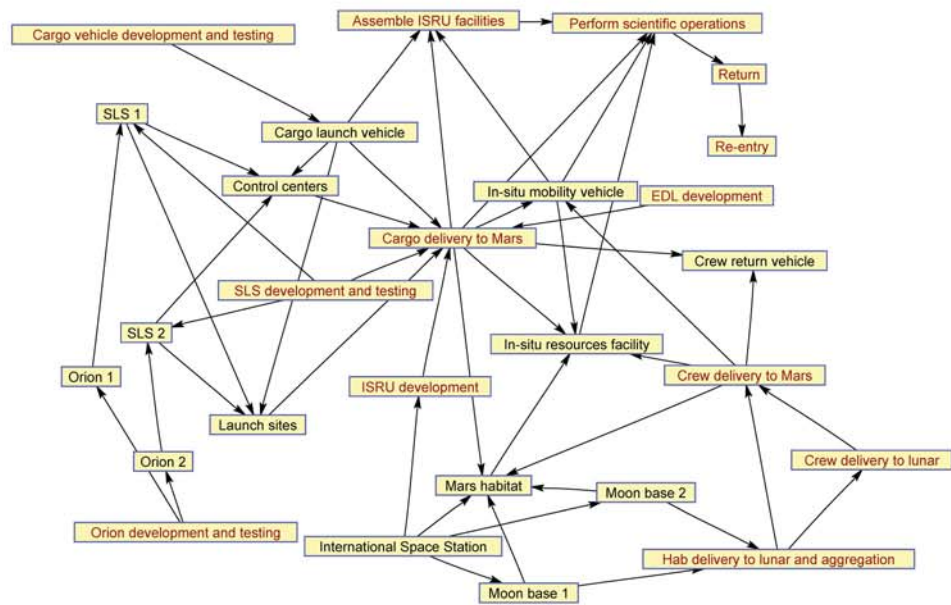 Assemble ISRU facilities
Perform scientific operations
Cargo vehicle development and testing
Return
SLS 1
Cargo launch vehicle
Re-entry
Control centers
In-situ mobility vehicle
EDL development
Cargo delivery to Mars
Crew return vehicle
SLS development and testing
SLS 2
In-situ resources facility
Orion 1
ISRU development
Crew delivery to Mars
Launch sites
Orion 2
Crew delivery to lunar
Mars habitat
Moon base 2
Orion development and testing
International Space Station
Hab delivery to lunar and aggregation
Moon base 1